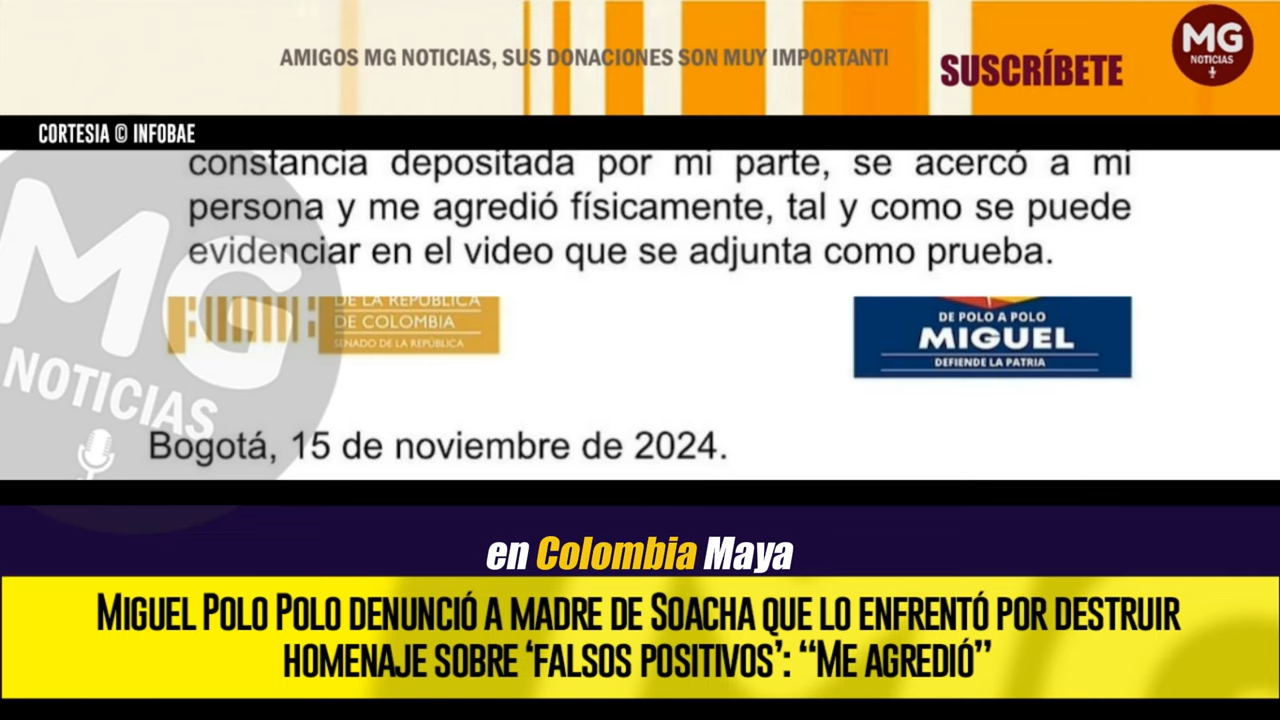 AMIGOS MG NOTICIAS, SUS DONACIONES SON MUY IMPORTANT
SUSCRÍBETE
MG
NOTICIAS
CORTESIA © INFOBAE
constancia depositada por mi parte, se acercó a mi
persona y me agredió físicamente, tal y como se puede
evidenciar en el video que se adjunta como prueba.
MG
NOTICIAS
DE LA REPÚBLICA
DE COLOMBIA
SENADO DE LA REPÚBLICA
DE POLO A POLO
MIGUEL
DEFIENDE LA PATRIA
Bogotá, 15 de noviembre de 2024.
en Colombia Maya
MIGUEL POLO POLO DENUNCIÓ A MADRE DE SOACHA QUE LO ENFRENTÓ POR DESTRUIR
HOMENAJE SOBRE ‘FALSOS POSITIVOS’: “ME AGREDIÓ”